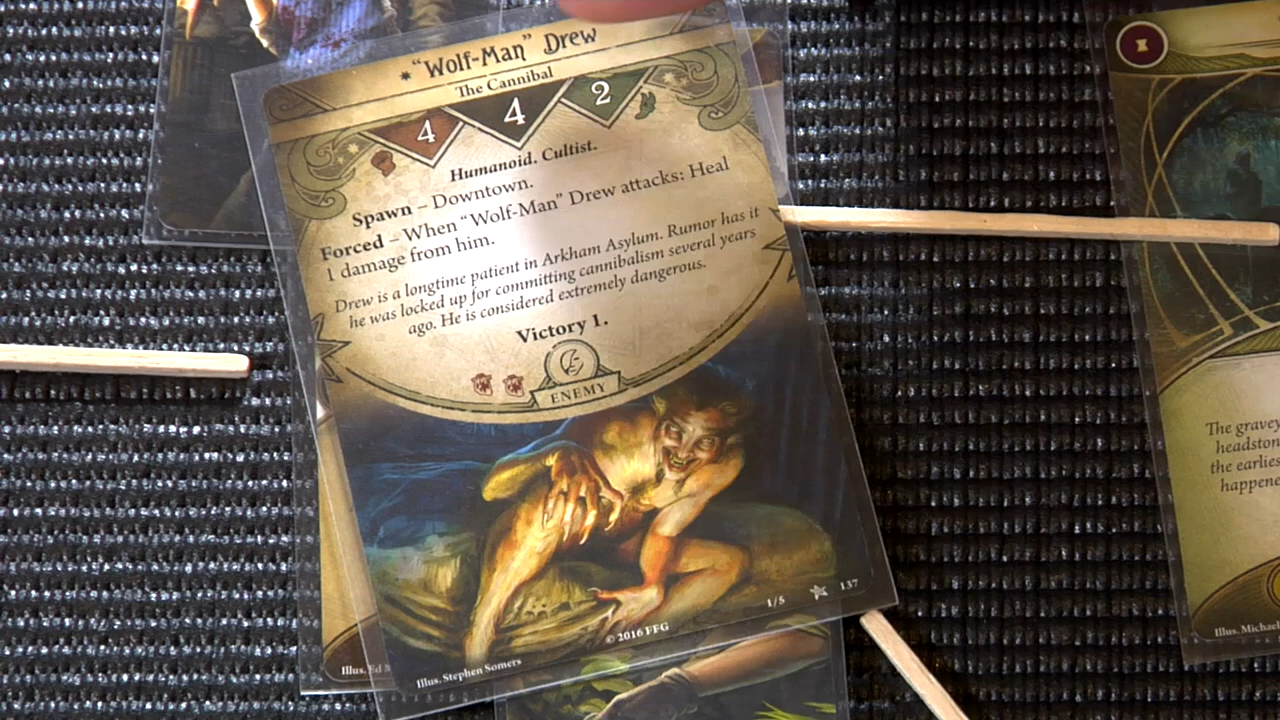 "Wolf-Man" Drew
The Cannibal
4 4 2
Humanoid. Cultist.
Spawn – Downtown.
Forced – When "Wolf-Man" Drew attacks: Heal
1 damage from him.
Drew is a longtime patient in Arkham Asylum. Rumor has it
he was locked up for committing cannibalism several years
ago. He is considered extremely dangerous.
Victory 1.
ENEMY
1/5 137
© 2016 FFG
Illus. Stephen Somers
Illus. Ed
The
headston
the earlies
happene
Illus. Michae